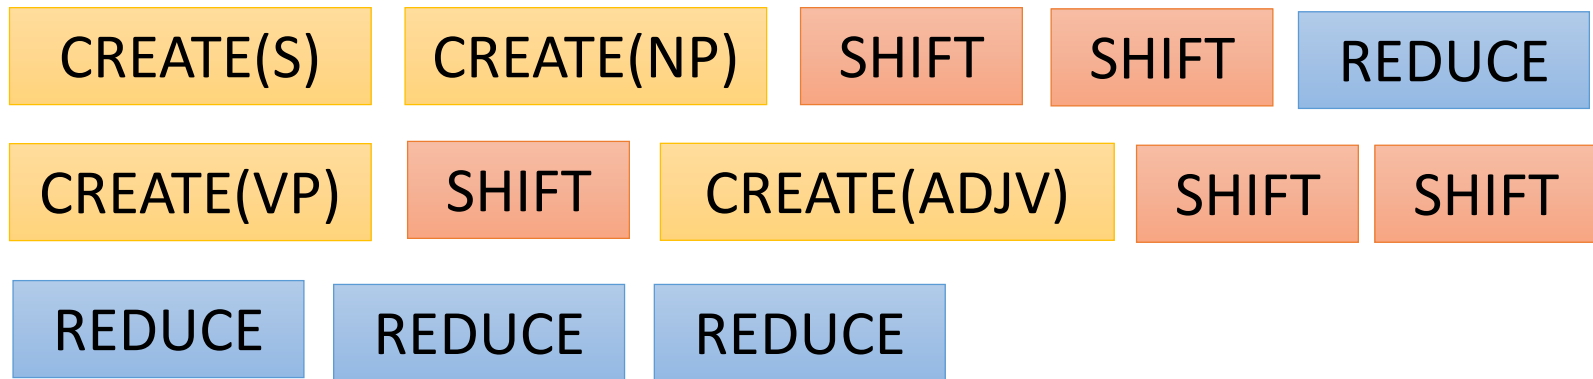 CREATE(S) CREATE(NP) SHIFT SHIFT REDUCE
CREATE(VP) SHIFT CREATE(ADJV) SHIFT SHIFT
REDUCE REDUCE REDUCE